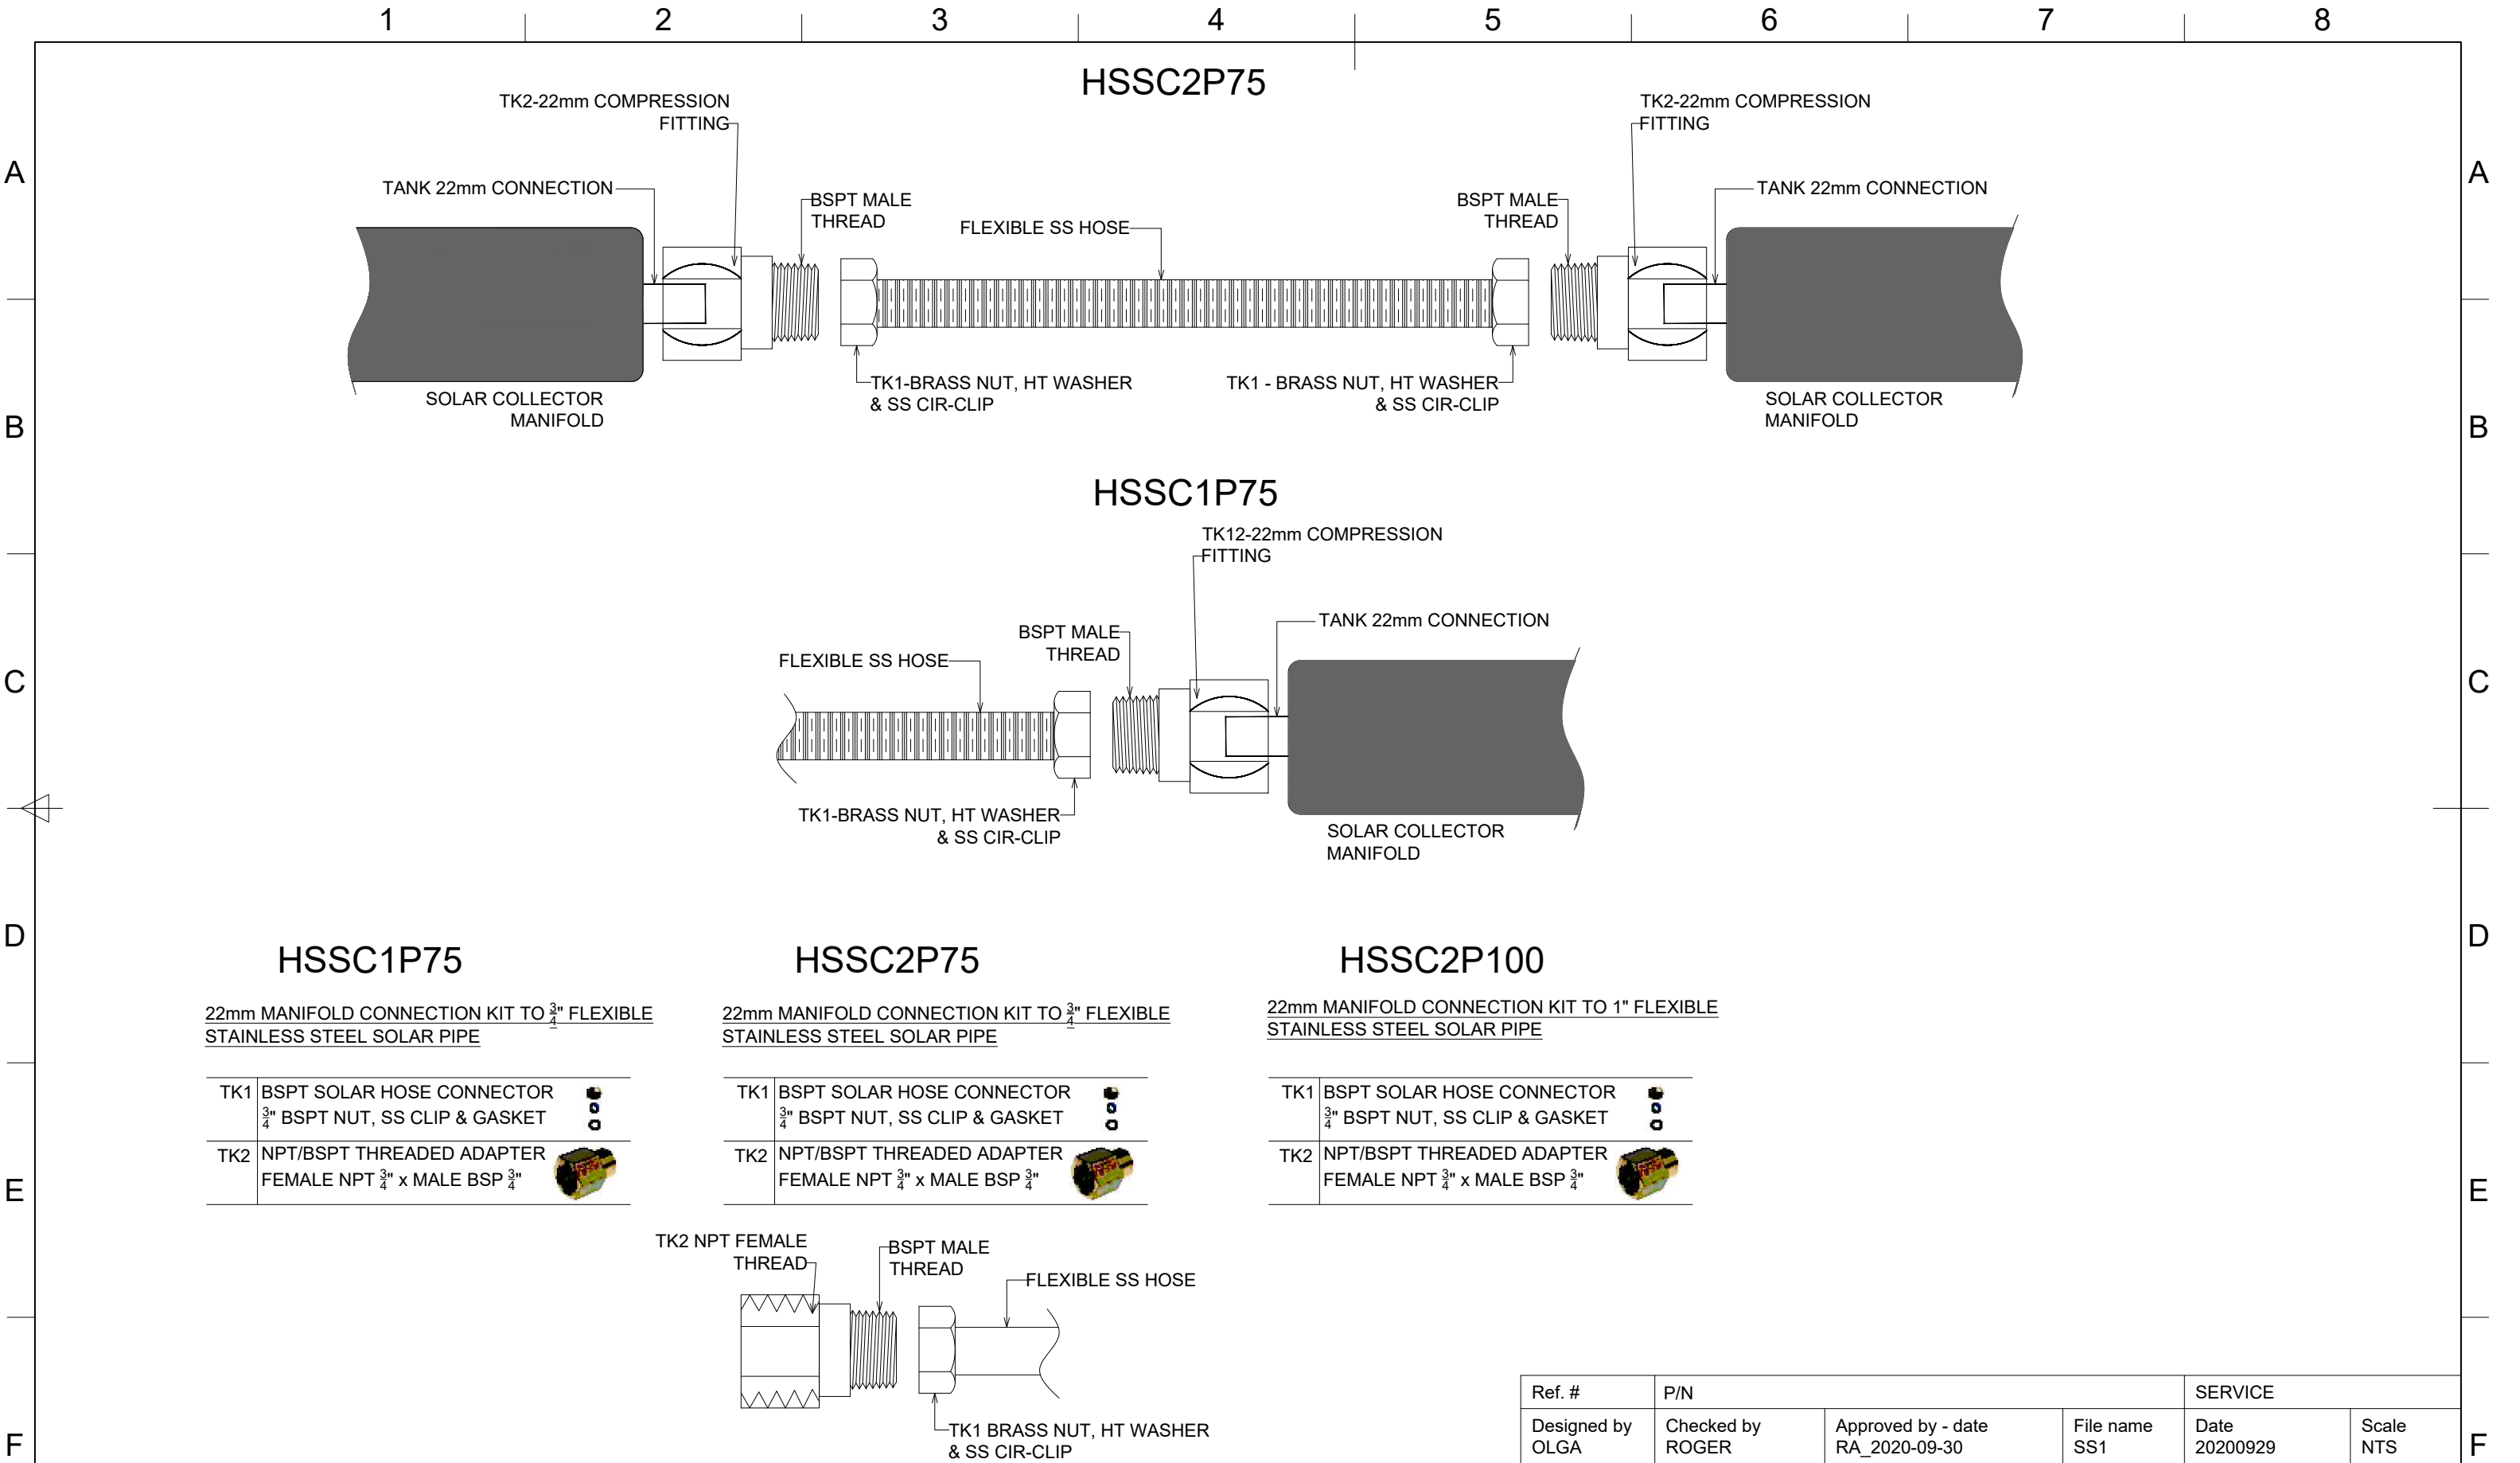 1 2 3 4 5 6 7 8
HSSC2P75
TK2-22mm COMPRESSION
FITTING
TK2-22mm COMPRESSION
FITTING
A
A
TANK 22mm CONNECTION
TANK 22mm CONNECTION
BSPT MALE
THREAD
BSPT MALE
THREAD
FLEXIBLE SS HOSE
TK1-BRASS NUT, HT WASHER
& SS CIR-CLIP
TK1 - BRASS NUT, HT WASHER
& SS CIR-CLIP
SOLAR COLLECTOR
MANIFOLD
SOLAR COLLECTOR
MANIFOLD
B
B
HSSC1P75
TK12-22mm COMPRESSION
FITTING
TANK 22mm CONNECTION
BSPT MALE
THREAD
FLEXIBLE SS HOSE
C
C
TK1-BRASS NUT, HT WASHER
& SS CIR-CLIP
SOLAR COLLECTOR
MANIFOLD
D
D
HSSC1P75
22mm MANIFOLD CONNECTION KIT TO 3/4" FLEXIBLE
STAINLESS STEEL SOLAR PIPE
TK1 BSPT SOLAR HOSE CONNECTOR
3/4" BSPT NUT, SS CLIP & GASKET
TK2 NPT/BSPT THREADED ADAPTER
FEMALE NPT 3/4" x MALE BSP 3/4"
HSSC2P75
22mm MANIFOLD CONNECTION KIT TO 3/4" FLEXIBLE
STAINLESS STEEL SOLAR PIPE
TK1 BSPT SOLAR HOSE CONNECTOR
3/4" BSPT NUT, SS CLIP & GASKET
TK2 NPT/BSPT THREADED ADAPTER
FEMALE NPT 3/4" x MALE BSP 3/4"
HSSC2P100
22mm MANIFOLD CONNECTION KIT TO 1" FLEXIBLE
STAINLESS STEEL SOLAR PIPE
TK1 BSPT SOLAR HOSE CONNECTOR
3/4" BSPT NUT, SS CLIP & GASKET
TK2 NPT/BSPT THREADED ADAPTER
FEMALE NPT 3/4" x MALE BSP 3/4"
E
E
TK2 NPT FEMALE
THREAD
BSPT MALE
THREAD
FLEXIBLE SS HOSE
TK1 BRASS NUT, HT WASHER
& SS CIR-CLIP
F
F
Ref. # P/N SERVICE
Designed by Checked by Approved by - date File name Date Scale
OLGA ROGER RA_2020-09-30 SS1 20200929 NTS